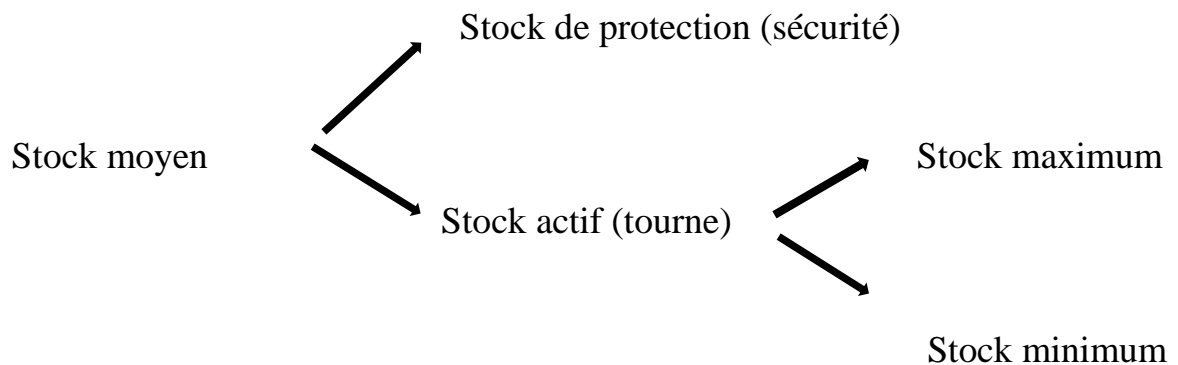 Stock de protection (sécurité)
Stock moyen
Stock maximum
Stock actif (tourne)
Stock minimum